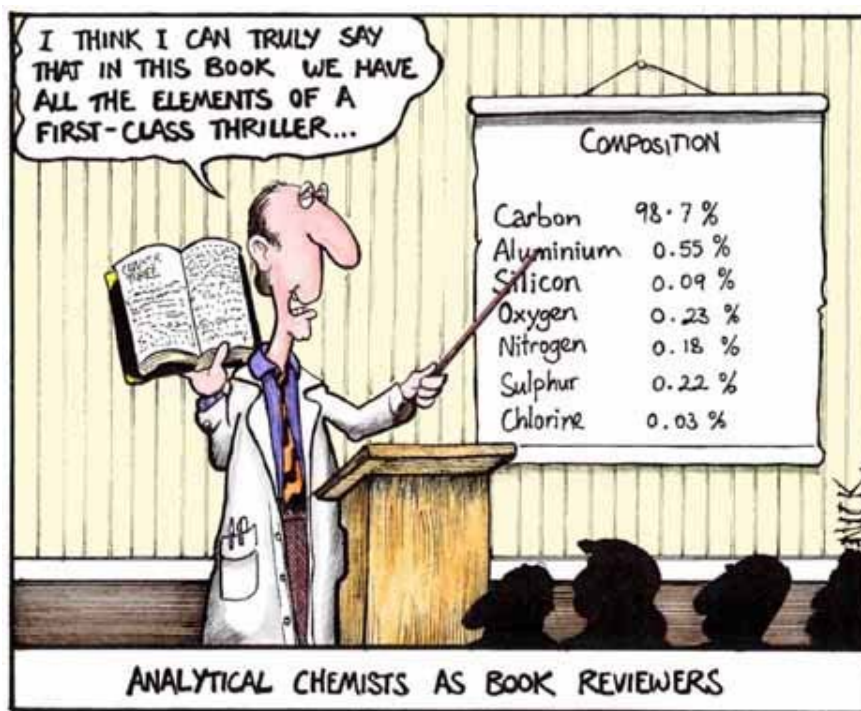 I THINK I CAN TRULY SAY
THAT IN THIS BOOK WE HAVE
ALL THE ELEMENTS OF A
FIRST-CLASS THRILLER...
COMPOSITION
Carbon 98.7 %
Aluminium 0.55 %
Silicon 0.09 %
Oxygen 0.23 %
Nitrogen 0.18 %
Sulphur 0.22 %
Chlorine 0.03 %
CHAPTER
THREE
NICK
ANALYTICAL CHEMISTS AS BOOK REVIEWERS